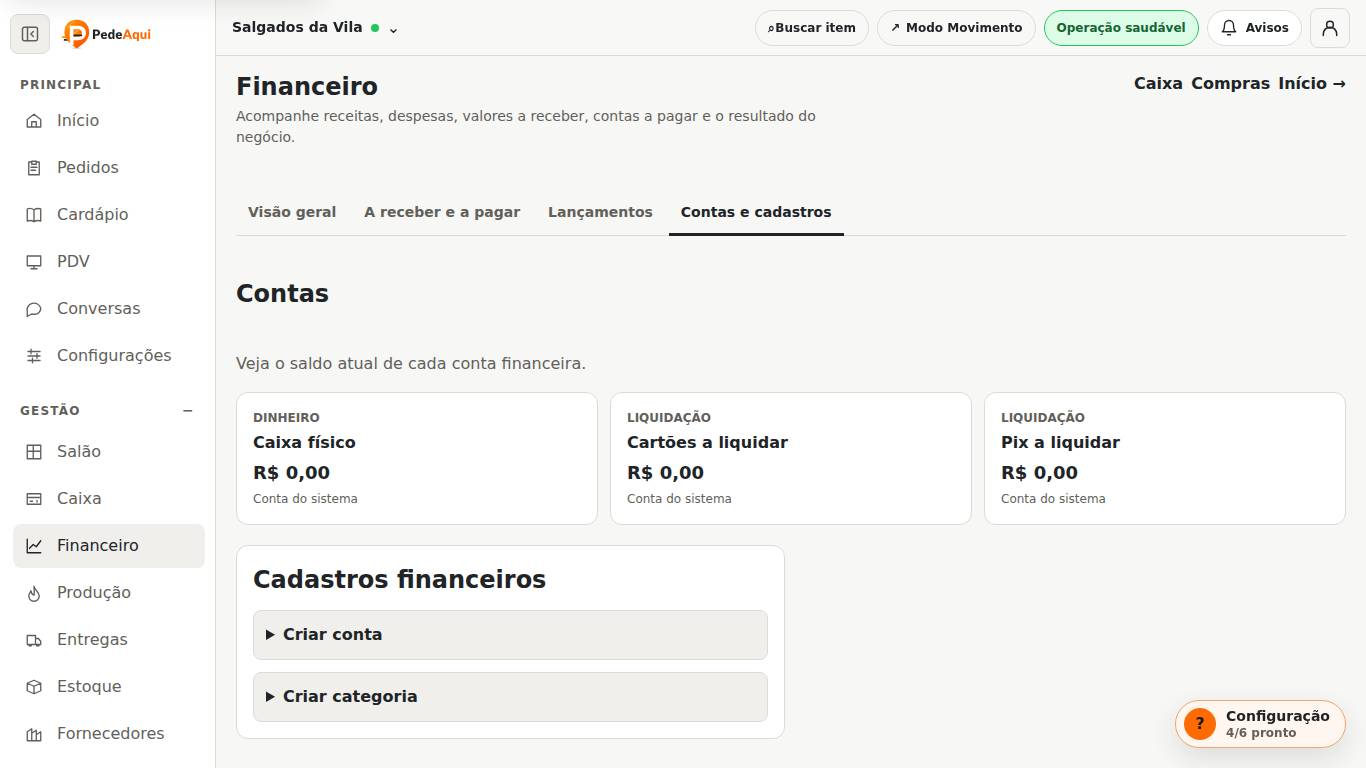 PedeAqui
PRINCIPAL
Início
Pedidos
Cardápio
PDV
Conversas
Configurações
GESTÃO −
Salão
Caixa
Financeiro
Produção
Entregas
Estoque
Fornecedores
Salgados da Vila
Buscar item
↗ Modo Movimento
Operação saudável
Avisos
Financeiro
Acompanhe receitas, despesas, valores a receber, contas a pagar e o resultado do
negócio.
Caixa Compras Início →
Visão geral
A receber e a pagar
Lançamentos
Contas e cadastros
Contas
Veja o saldo atual de cada conta financeira.
DINHEIRO
Caixa físico
R$ 0,00
Conta do sistema
LIQUIDAÇÃO
Cartões a liquidar
R$ 0,00
Conta do sistema
LIQUIDAÇÃO
Pix a liquidar
R$ 0,00
Conta do sistema
Cadastros financeiros
▶ Criar conta
▶ Criar categoria
?
Configuração
4/6 pronto